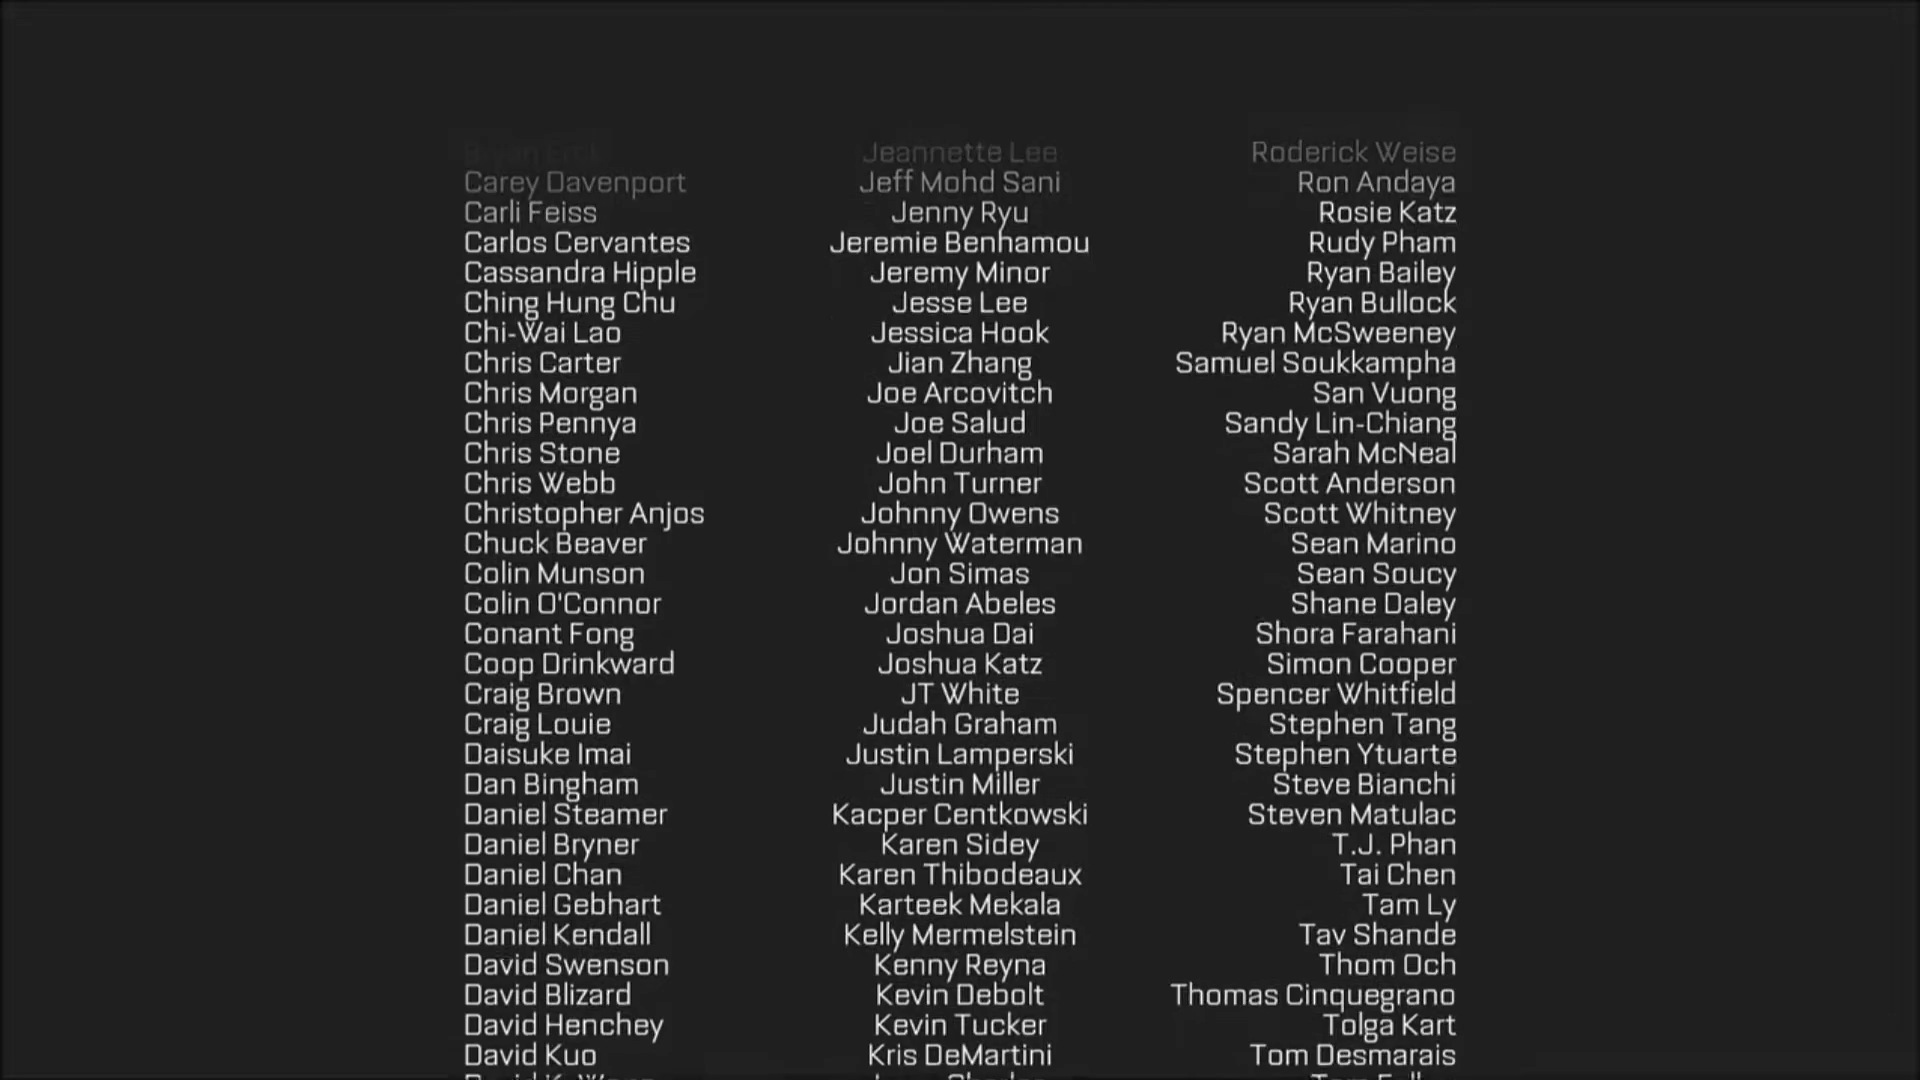 Jeannette Lee Roderick Weise
Carey Davenport Jeff Mohd Sani Ron Andaya
Carli Feiss Jenny Ryu Rosie Katz
Carlos Cervantes Jeremie Benhamou Rudy Pham
Cassandra Hipple Jeremy Minor Ryan Bailey
Ching Hung Chu Jesse Lee Ryan Bullock
Chi-Wai Lao Jessica Hook Ryan McSweeney
Chris Carter Jian Zhang Samuel Soukkampha
Chris Morgan Joe Arcovitch San Vuong
Chris Pennya Joe Salud Sandy Lin-Chiang
Chris Stone Joel Durham Sarah McNeal
Chris Webb John Turner Scott Anderson
Christopher Anjos Johnny Owens Scott Whitney
Chuck Beaver Johnny Waterman Sean Marino
Colin Munson Jon Simas Sean Soucy
Colin O'Connor Jordan Abeles Shane Daley
Conant Fong Joshua Dai Shora Farahani
Coop Drinkward Joshua Katz Simon Cooper
Craig Brown JT White Spencer Whitfield
Craig Louie Judah Graham Stephen Tang
Daisuke Imai Justin Lamperski Stephen Ytuarte
Dan Bingham Justin Miller Steve Bianchi
Daniel Steamer Kacper Centkowski Steven Matulac
Daniel Bryner Karen Sidey T.J. Phan
Daniel Chan Karen Thibodeaux Tai Chen
Daniel Gebhart Karteek Mekala Tam Ly
Daniel Kendall Kelly Mermelstein Tav Shande
David Swenson Kenny Reyna Thom Och
David Blizard Kevin Debolt Thomas Cinquegrano
David Henchey Kevin Tucker Tolga Kart
David Kuo Kris DeMartini Tom Desmarais